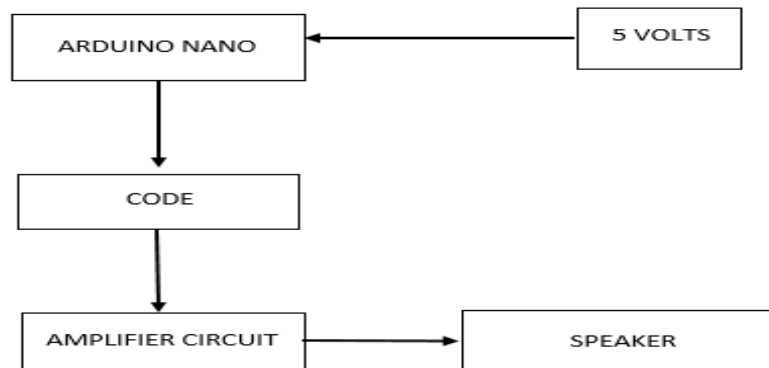 ARDUINO NANO
5 VOLTS
CODE
AMPLIFIER CIRCUIT
SPEAKER